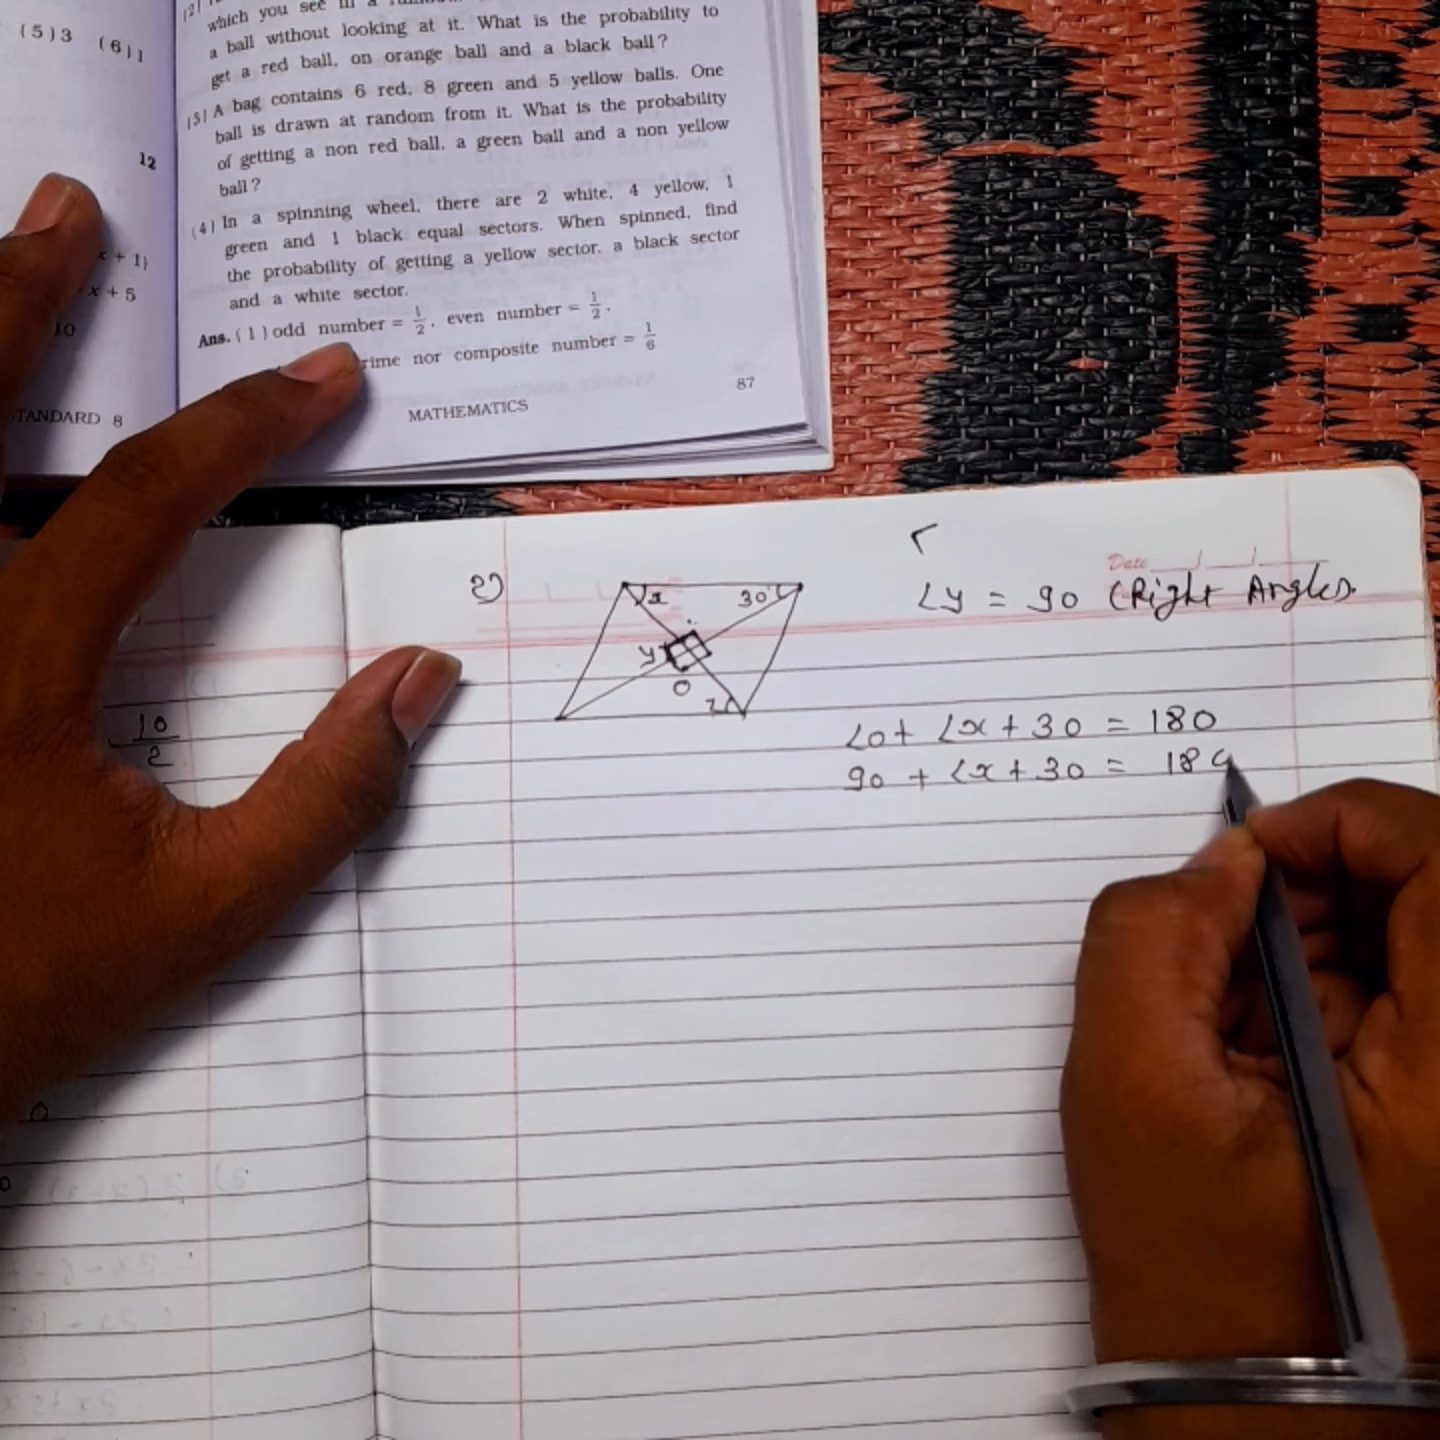 (5) 3 (6) 1
12
x + 1)
x + 5
10
STANDARD 8
which you see in a
a ball without looking at it. What is the probability to
get a red ball, on orange ball and a black ball?
(3) A bag contains 6 red, 8 green and 5 yellow balls. One
ball is drawn at random from it. What is the probability
of getting a non red ball, a green ball and a non yellow
ball?
(4) In a spinning wheel, there are 2 white, 4 yellow, 1
green and 1 black equal sectors. When spinned, find
the probability of getting a yellow sector, a black sector
and a white sector.
Ans. (1) odd number = 1/2, even number = 1/2,
rime nor composite number = 1/6
87
MATHEMATICS
Date
2)
x 30°
y
O
z
∠y = 90 (Right Angles)
∠O + ∠x + 30 = 180
90 + ∠x + 30 = 180
10/2
0